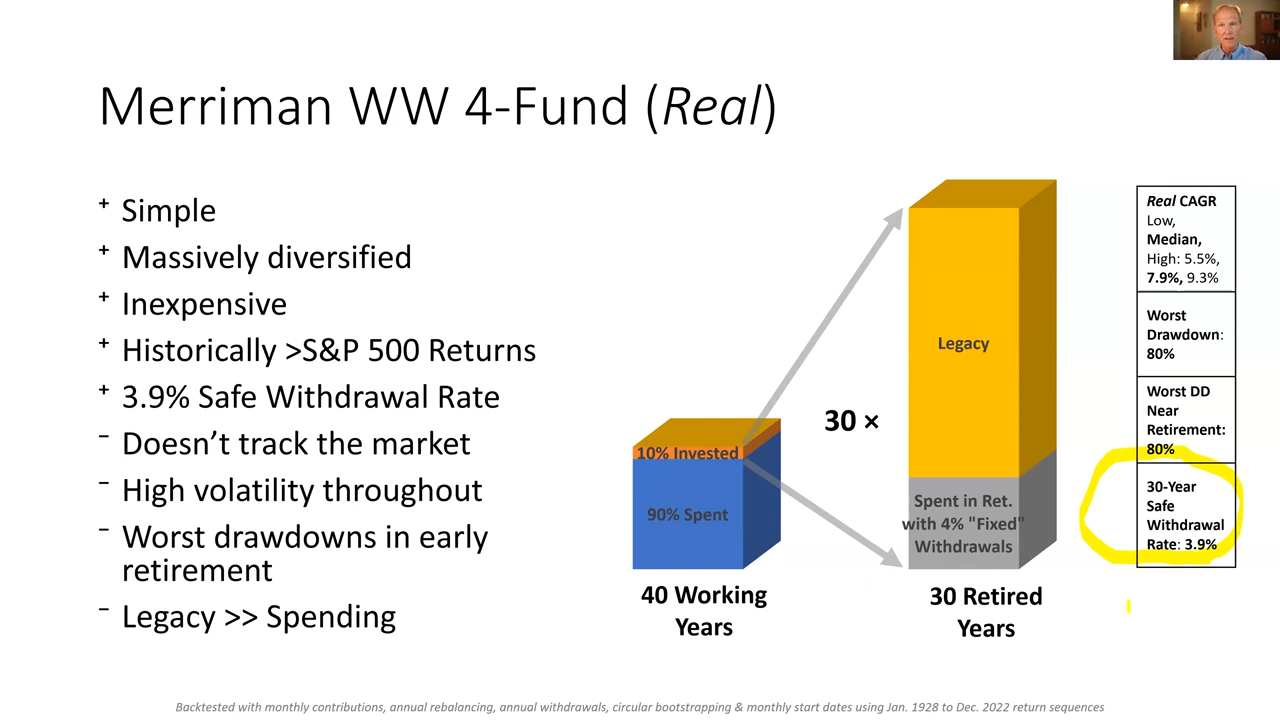 Merriman WW 4-Fund (Real)
+ Simple
+ Massively diversified
+ Inexpensive
+ Historically >S&P 500 Returns
+ 3.9% Safe Withdrawal Rate
− Doesn’t track the market
− High volatility throughout
− Worst drawdowns in early
retirement
− Legacy >> Spending
10% Invested
90% Spent
40 Working
Years
30 ×
Legacy
Spent in Ret.
with 4% "Fixed"
Withdrawals
30 Retired
Years
Real CAGR
Low,
Median,
High: 5.5%,
7.9%, 9.3%
Worst
Drawdown:
80%
Worst DD
Near
Retirement:
80%
30-Year
Safe
Withdrawal
Rate: 3.9%
Backtested with monthly contributions, annual rebalancing, annual withdrawals, circular bootstrapping & monthly start dates using Jan. 1928 to Dec. 2022 return sequences